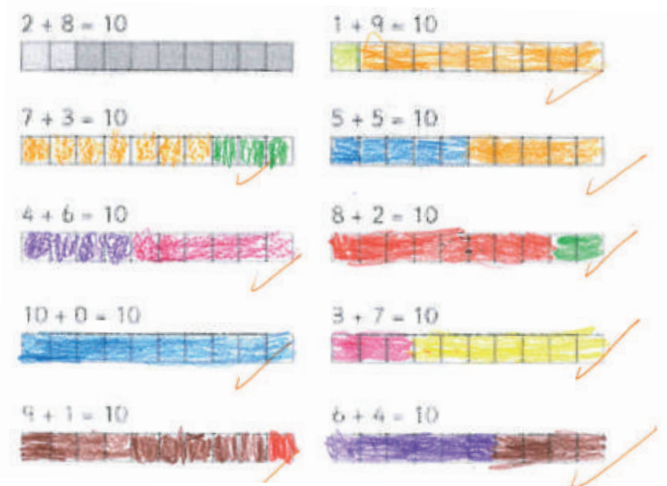 2 + 8 = 10
1 + 9 = 10
7 + 3 = 10
5 + 5 = 10
4 + 6 = 10
8 + 2 = 10
10 + 0 = 10
3 + 7 = 10
9 + 1 = 10
6 + 4 = 10